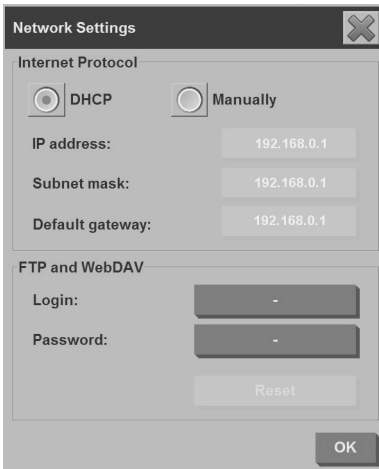 Network Settings
Internet Protocol
DHCP Manually
IP address: 192.168.0.1
Subnet mask: 192.168.0.1
Default gateway: 192.168.0.1
FTP and WebDAV
Login: -
Password: -
Reset
OK